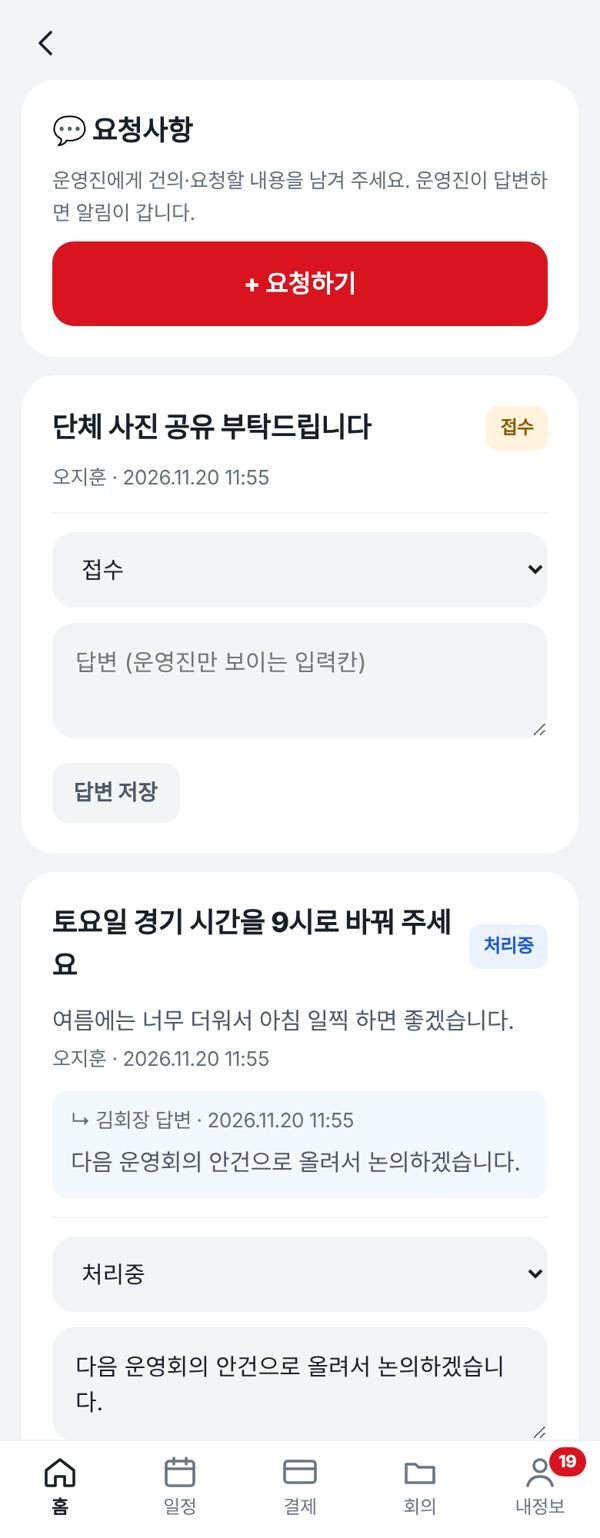 💬 요청사항
운영진에게 건의·요청할 내용을 남겨 주세요. 운영진이 답변하
면 알림이 갑니다.
+ 요청하기
단체 사진 공유 부탁드립니다
접수
오지훈 · 2026.11.20 11:55
접수
답변 (운영진만 보이는 입력칸)
답변 저장
토요일 경기 시간을 9시로 바꿔 주세
요
처리중
여름에는 너무 더워서 아침 일찍 하면 좋겠습니다.
오지훈 · 2026.11.20 11:55
↳ 김회장 답변 · 2026.11.20 11:55
다음 운영회의 안건으로 올려서 논의하겠습니다.
처리중
다음 운영회의 안건으로 올려서 논의하겠습니
다.
홈
일정
결제
회의
19
내정보